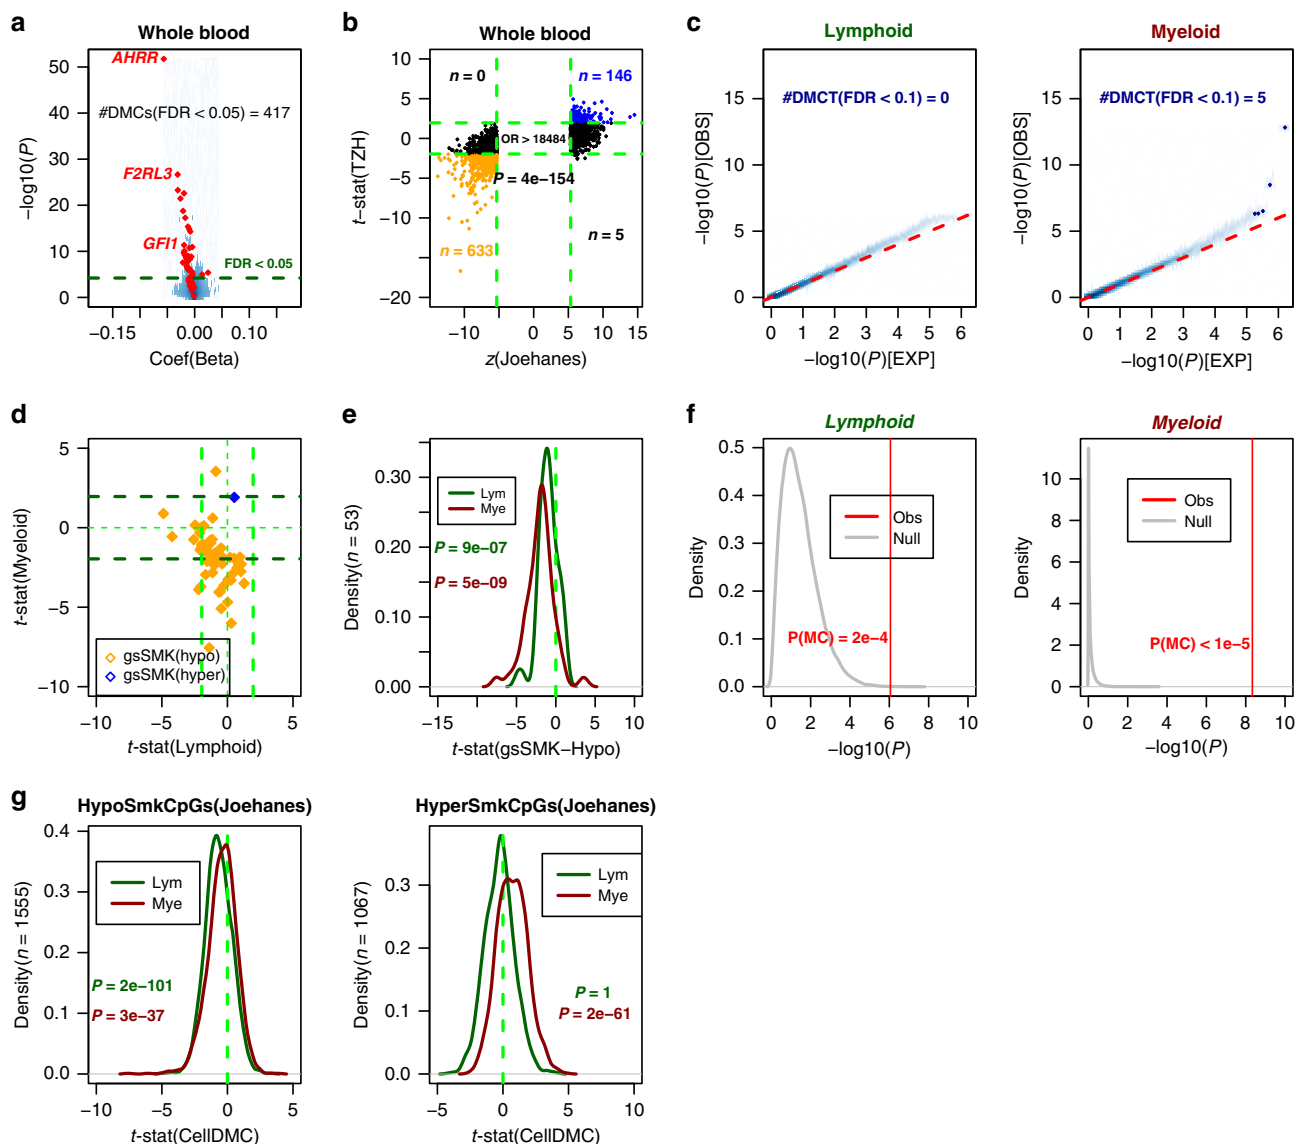 a
Whole blood
AHRR
#DMCs(FDR < 0.05) = 417
F2RL3
GFI1
FDR < 0.05
−log10(P)
50
40
30
20
10
0
−0.15
0.00
0.10
Coef(Beta)
b
Whole blood
n = 0
n = 146
OR > 18484
P = 4e−154
n = 633
n = 5
t−stat(TZH)
10
5
0
−5
−10
−20
−10
0
5
10
15
z(Joehanes)
c
Lymphoid
#DMCT(FDR < 0.1) = 0
−log10(P)[OBS]
15
10
5
0
0 1 2 3 4 5 6
−log10(P)[EXP]
Myeloid
#DMCT(FDR < 0.1) = 5
−log10(P)[OBS]
15
10
5
0
0 1 2 3 4 5 6
−log10(P)[EXP]
d
t-stat(Myeloid)
5
0
−5
−10
gsSMK(hypo)
gsSMK(hyper)
−10 −5 0 5
t-stat(Lymphoid)
e
Density(n = 53)
0.30
0.20
0.10
0.00
Lym
Mye
P = 9e−07
P = 5e−09
−15 −5 0 5 10
t-stat(gsSMK−Hypo)
f
Lymphoid
Density
0.5
0.4
0.3
0.2
0.1
0.0
Obs
Null
P(MC) = 2e−4
0 2 4 6 8 10
−log10(P)
Myeloid
Density
10
8
6
4
2
0
Obs
Null
P(MC) < 1e−5
0 2 4 6 8 10
−log10(P)
g
HypoSmkCpGs(Joehanes)
Density(n = 1555)
0.4
0.3
0.2
0.1
0.0
Lym
Mye
P = 2e−101
P = 3e−37
−10 −5 0 5
t-stat(CellDMC)
HyperSmkCpGs(Joehanes)
Density(n = 1067)
0.3
0.2
0.1
0.0
Lym
Mye
P = 1
P = 2e−61
−5 0 5 10
t-stat(CellDMC)